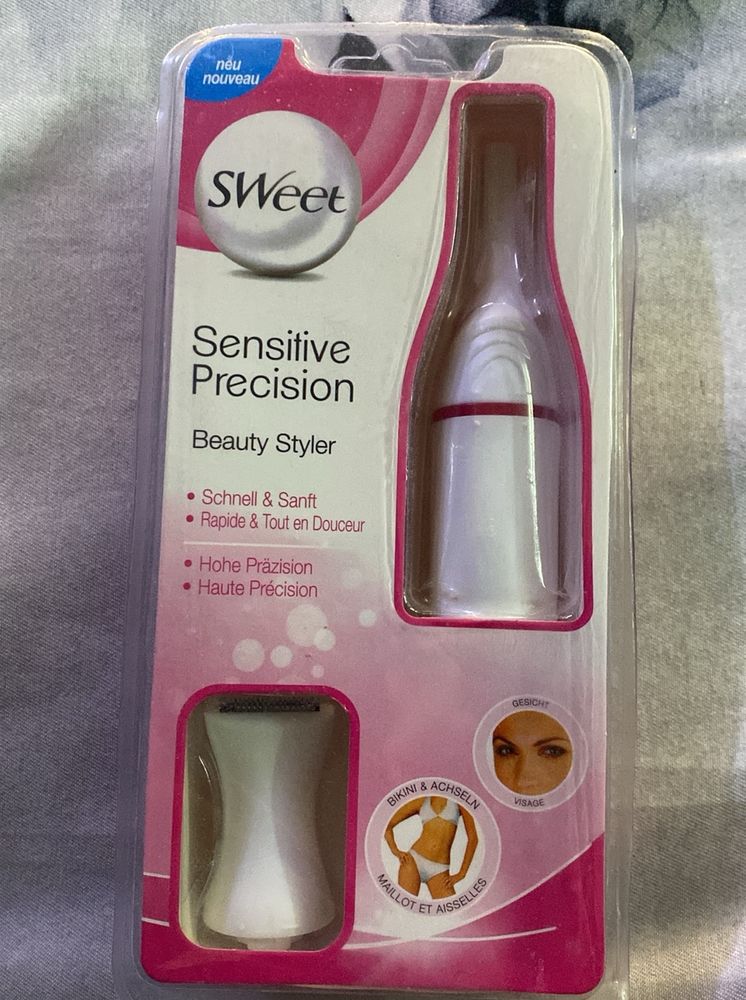 neu
nouveau
SWeet
Sensitive
Precision
Beauty Styler
• Schnell & Sanft
• Rapide & Tout en Douceur
• Hohe Präzision
• Haute Précision
GESICHT
VISAGE
BIKINI & ACHSELN
MAILLOT ET AISSELLES